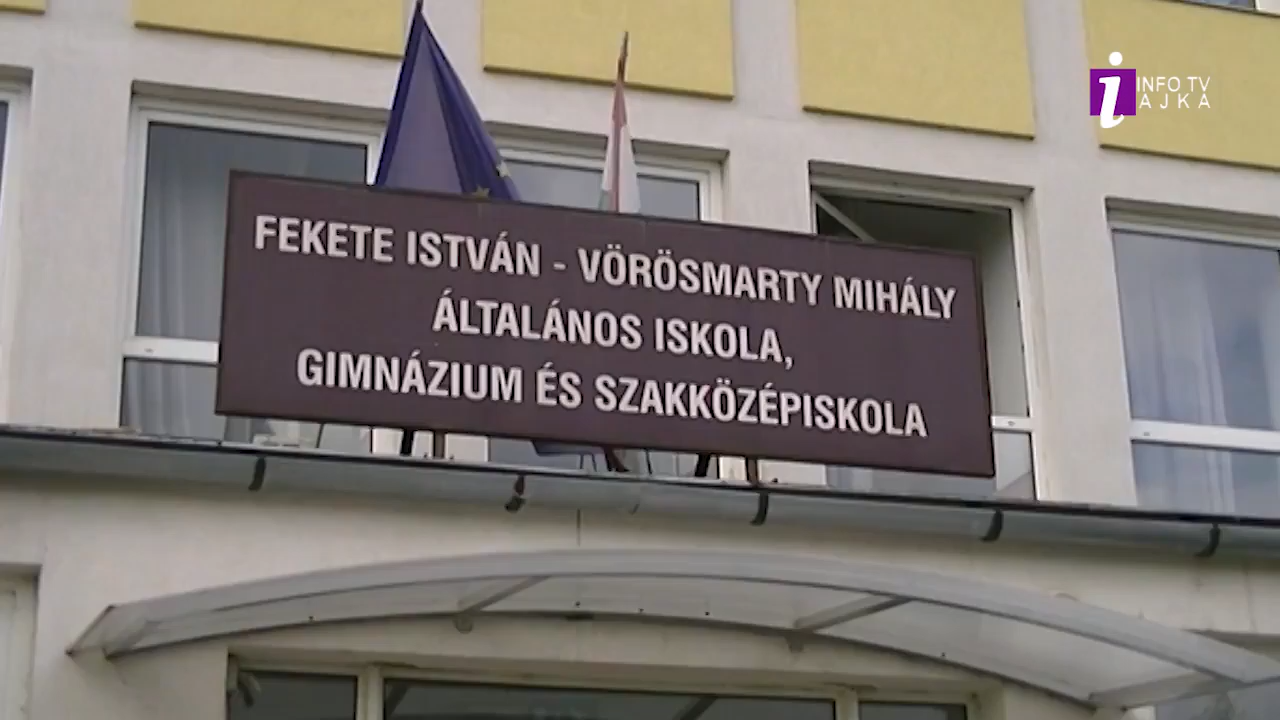 INFO TV
AJKA
FEKETE ISTVÁN - VÖRÖSMARTY MIHÁLY
ÁLTALÁNOS ISKOLA,
GIMNÁZIUM ÉS SZAKKÖZÉPISKOLA